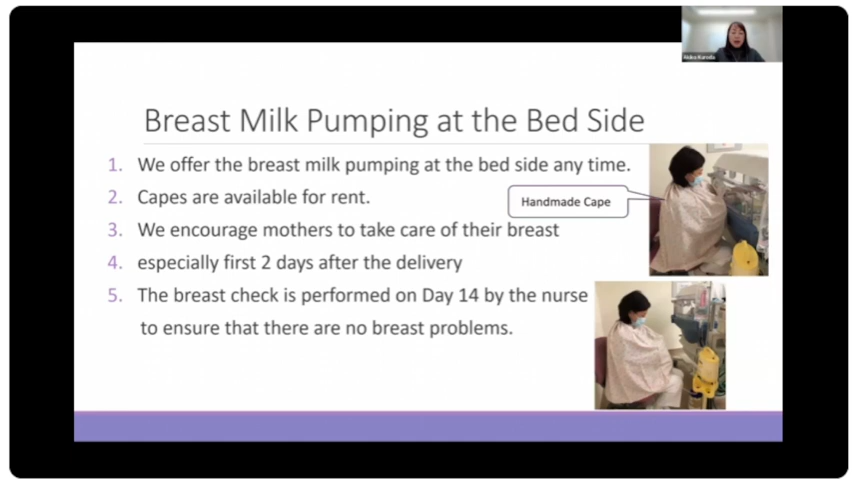 Akiko Kuroda
Breast Milk Pumping at the Bed Side
1. We offer the breast milk pumping at the bed side any time.
2. Capes are available for rent.
Handmade Cape
3. We encourage mothers to take care of their breast
4. especially first 2 days after the delivery
5. The breast check is performed on Day 14 by the nurse
to ensure that there are no breast problems.